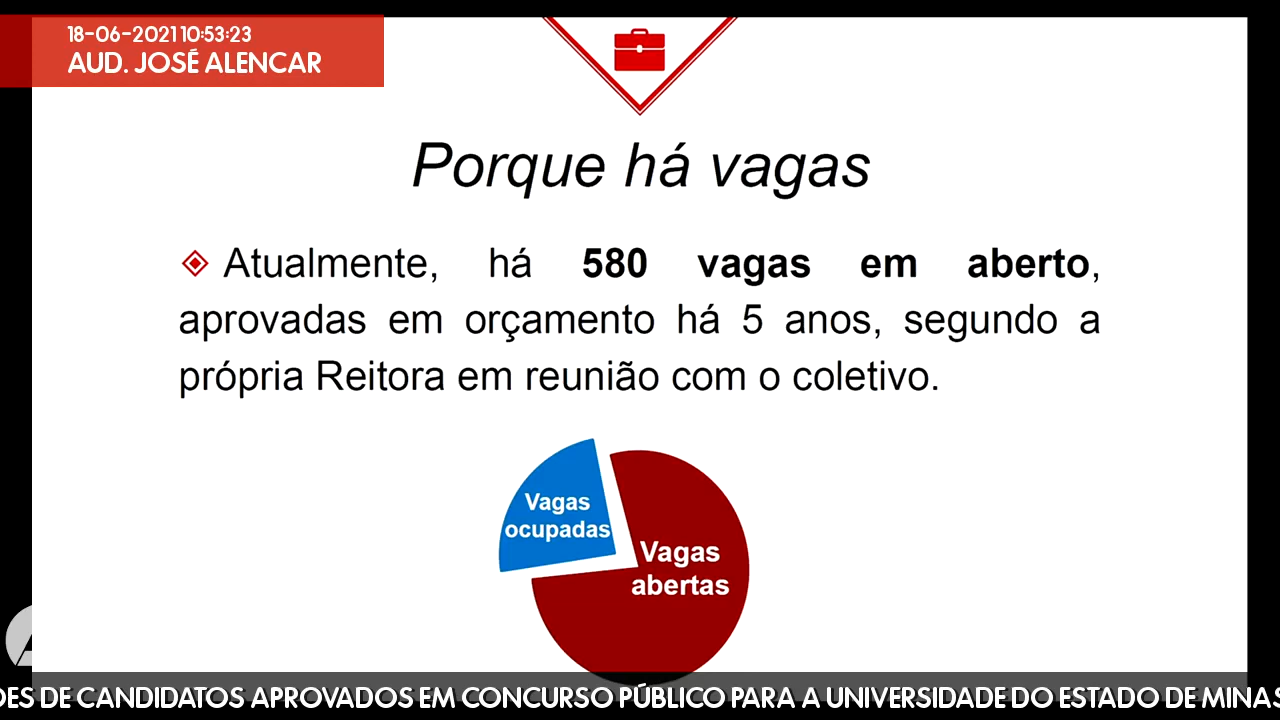 18-06-2021 10:53:23
AUD. JOSÉ ALENCAR
Porque há vagas
Atualmente, há 580 vagas em aberto,
aprovadas em orçamento há 5 anos, segundo a
própria Reitora em reunião com o coletivo.
Vagas
ocupadas
Vagas
abertas
DE CANDIDATOS APROVADOS EM CONCURSO PÚBLICO PARA A UNIVERSIDADE DO ESTADO DE MINAS